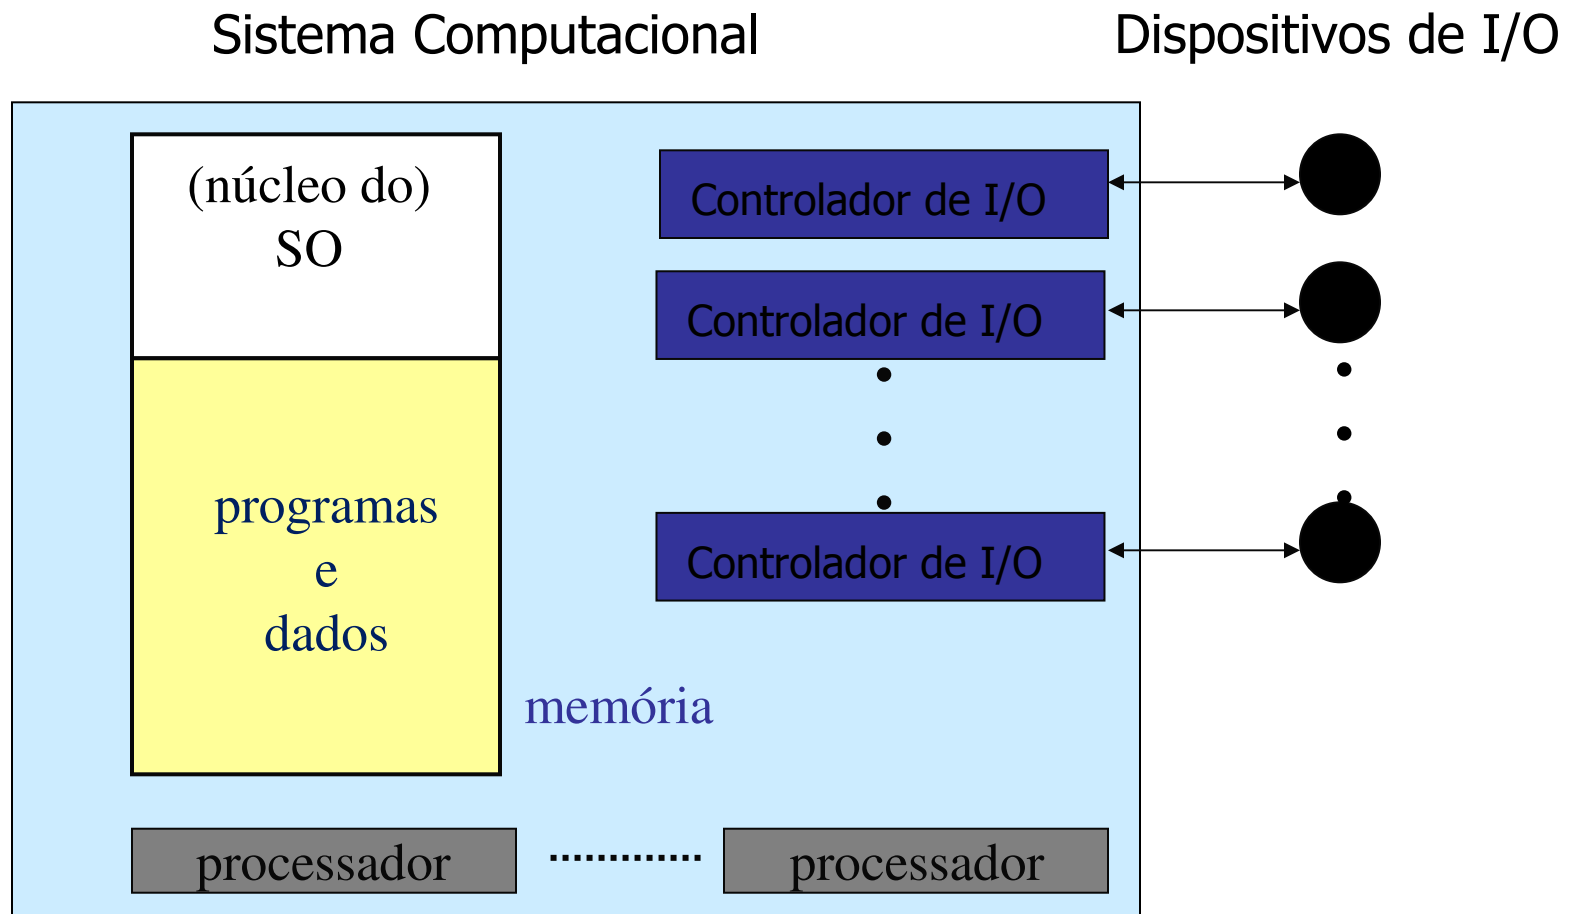 Sistema Computacional
Dispositivos de I/O
(núcleo do)
SO
Controlador de I/O
Controlador de I/O
Controlador de I/O
programas
e
dados
memória
processador
processador